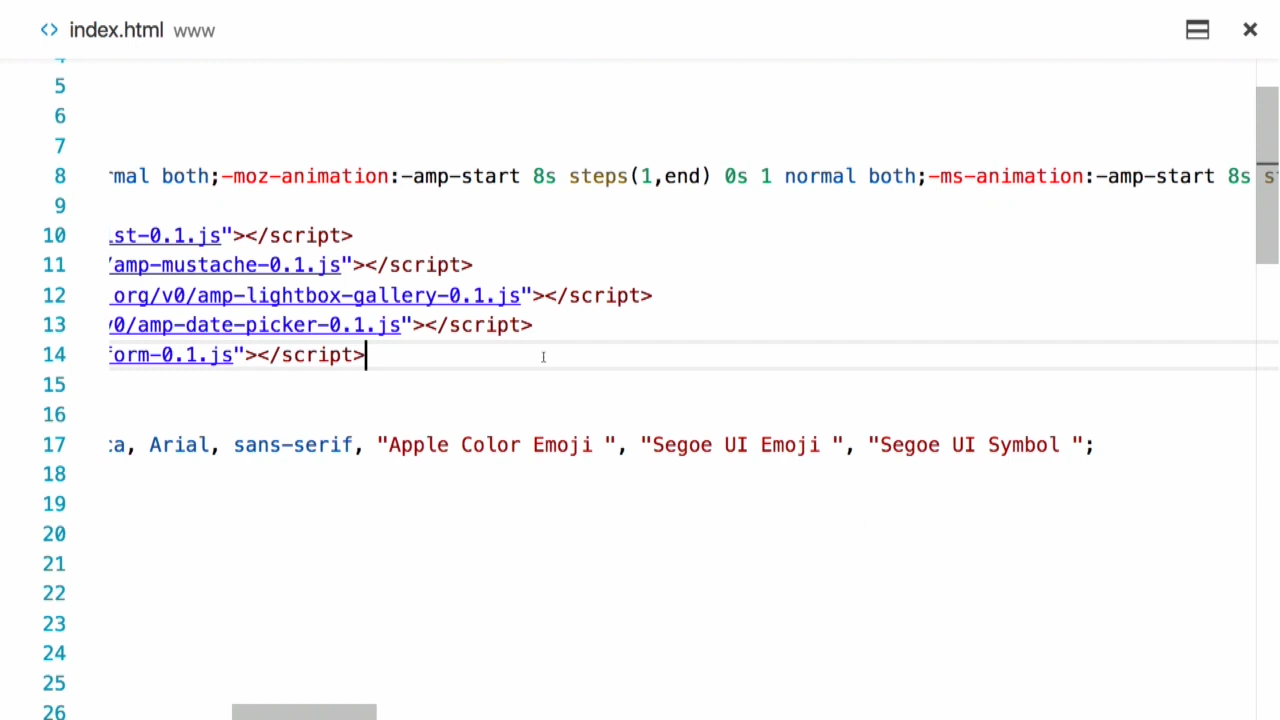 <> index.html www
4
5
6
7
8 rmal both;-moz-animation:-amp-start 8s steps(1,end) 0s 1 normal both;-ms-animation:-amp-start 8s st
9
10 ist-0.1.js"></script>
11 /amp-mustache-0.1.js"></script>
12 .org/v0/amp-lightbox-gallery-0.1.js"></script>
13 v0/amp-date-picker-0.1.js"></script>
14 form-0.1.js"></script>
15
16
17 ca, Arial, sans-serif, "Apple Color Emoji ", "Segoe UI Emoji ", "Segoe UI Symbol ";
18
19
20
21
22
23
24
25
26